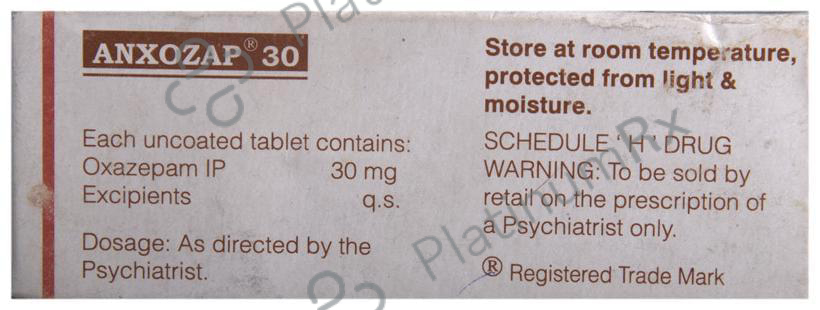 ANXOZAP® 30
Each uncoated tablet contains:
Oxazepam IP 30 mg
Excipients q.s.
Dosage: As directed by the
Psychiatrist.
Store at room temperature,
protected from light &
moisture.
SCHEDULE 'H' DRUG
WARNING: To be sold by
retail on the prescription of
a Psychiatrist only.
® Registered Trade Mark
PlatinumRx